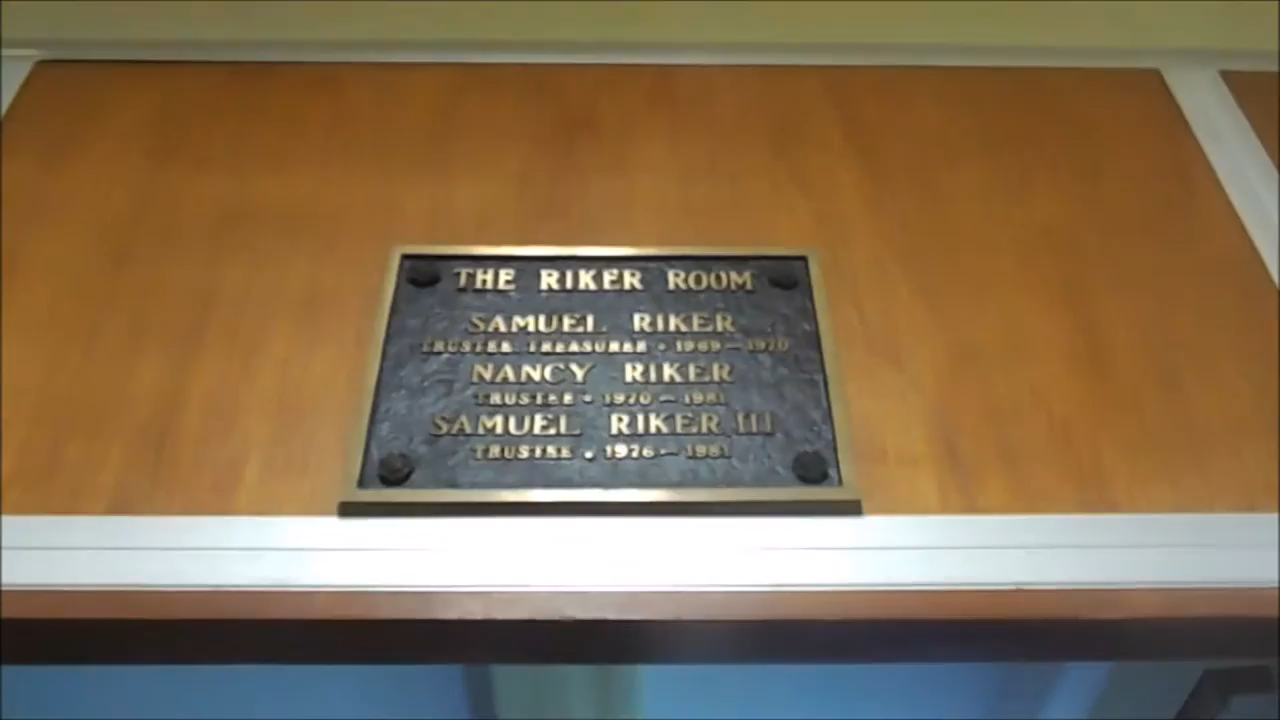 THE RIKER ROOM
SAMUEL RIKER
TRUSTEE TREASURER • 1969 — 1970
NANCY RIKER
TRUSTEE • 1970 — 1981
SAMUEL RIKER III
TRUSTEE • 1976 — 1981